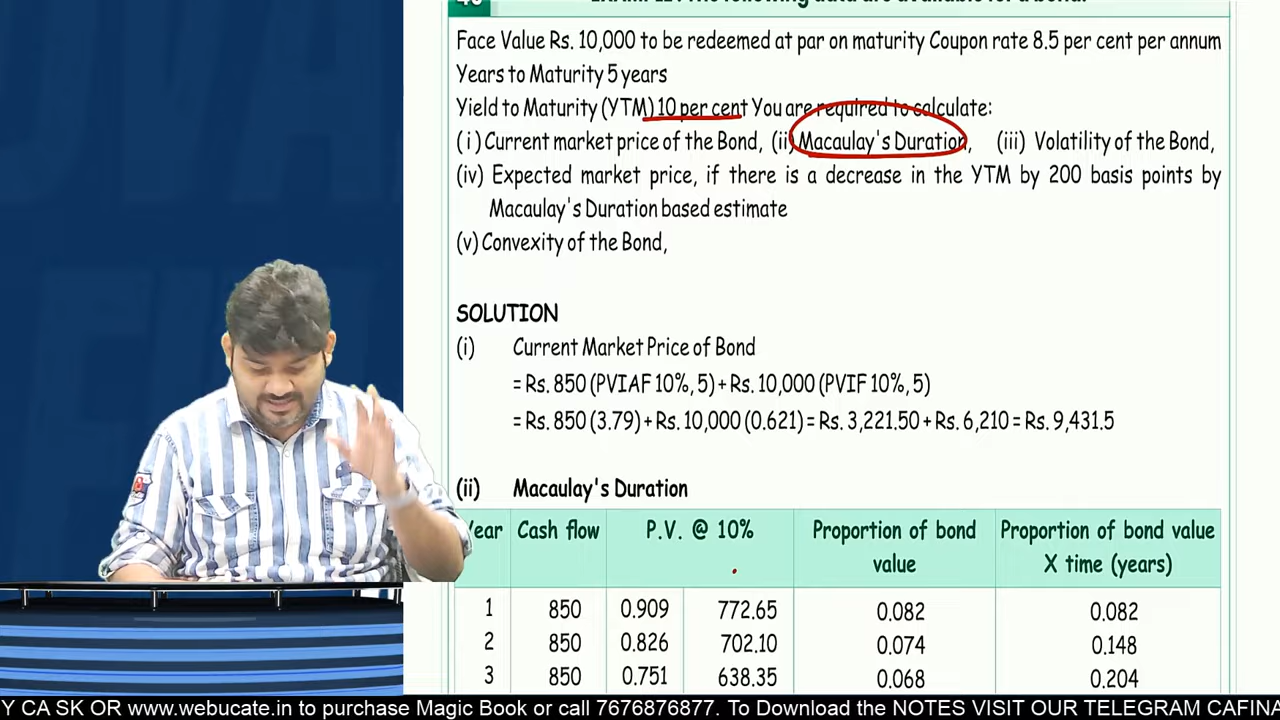 EXAMPLE : The following data are available for a bond:
Face Value Rs. 10,000 to be redeemed at par on maturity Coupon rate 8.5 per cent per annum
Years to Maturity 5 years
Yield to Maturity (YTM) 10 per cent You are required to calculate:
(i) Current market price of the Bond, (ii) Macaulay's Duration, (iii) Volatility of the Bond,
(iv) Expected market price, if there is a decrease in the YTM by 200 basis points by
Macaulay's Duration based estimate
(v) Convexity of the Bond,
SOLUTION
(i) Current Market Price of Bond
= Rs. 850 (PVIAF 10%, 5) + Rs. 10,000 (PVIF 10%, 5)
= Rs. 850 (3.79) + Rs. 10,000 (0.621) = Rs. 3,221.50 + Rs. 6,210 = Rs. 9,431.5
(ii) Macaulay's Duration
Year Cash flow P.V. @ 10% Proportion of bond value Proportion of bond value X time (years)
1 850 0.909 772.65 0.082 0.082
2 850 0.826 702.10 0.074 0.148
3 850 0.751 638.35 0.068 0.204
Y CA SK OR www.webucate.in to purchase Magic Book or call 7676876877. To Download the NOTES VISIT OUR TELEGRAM CAFINA